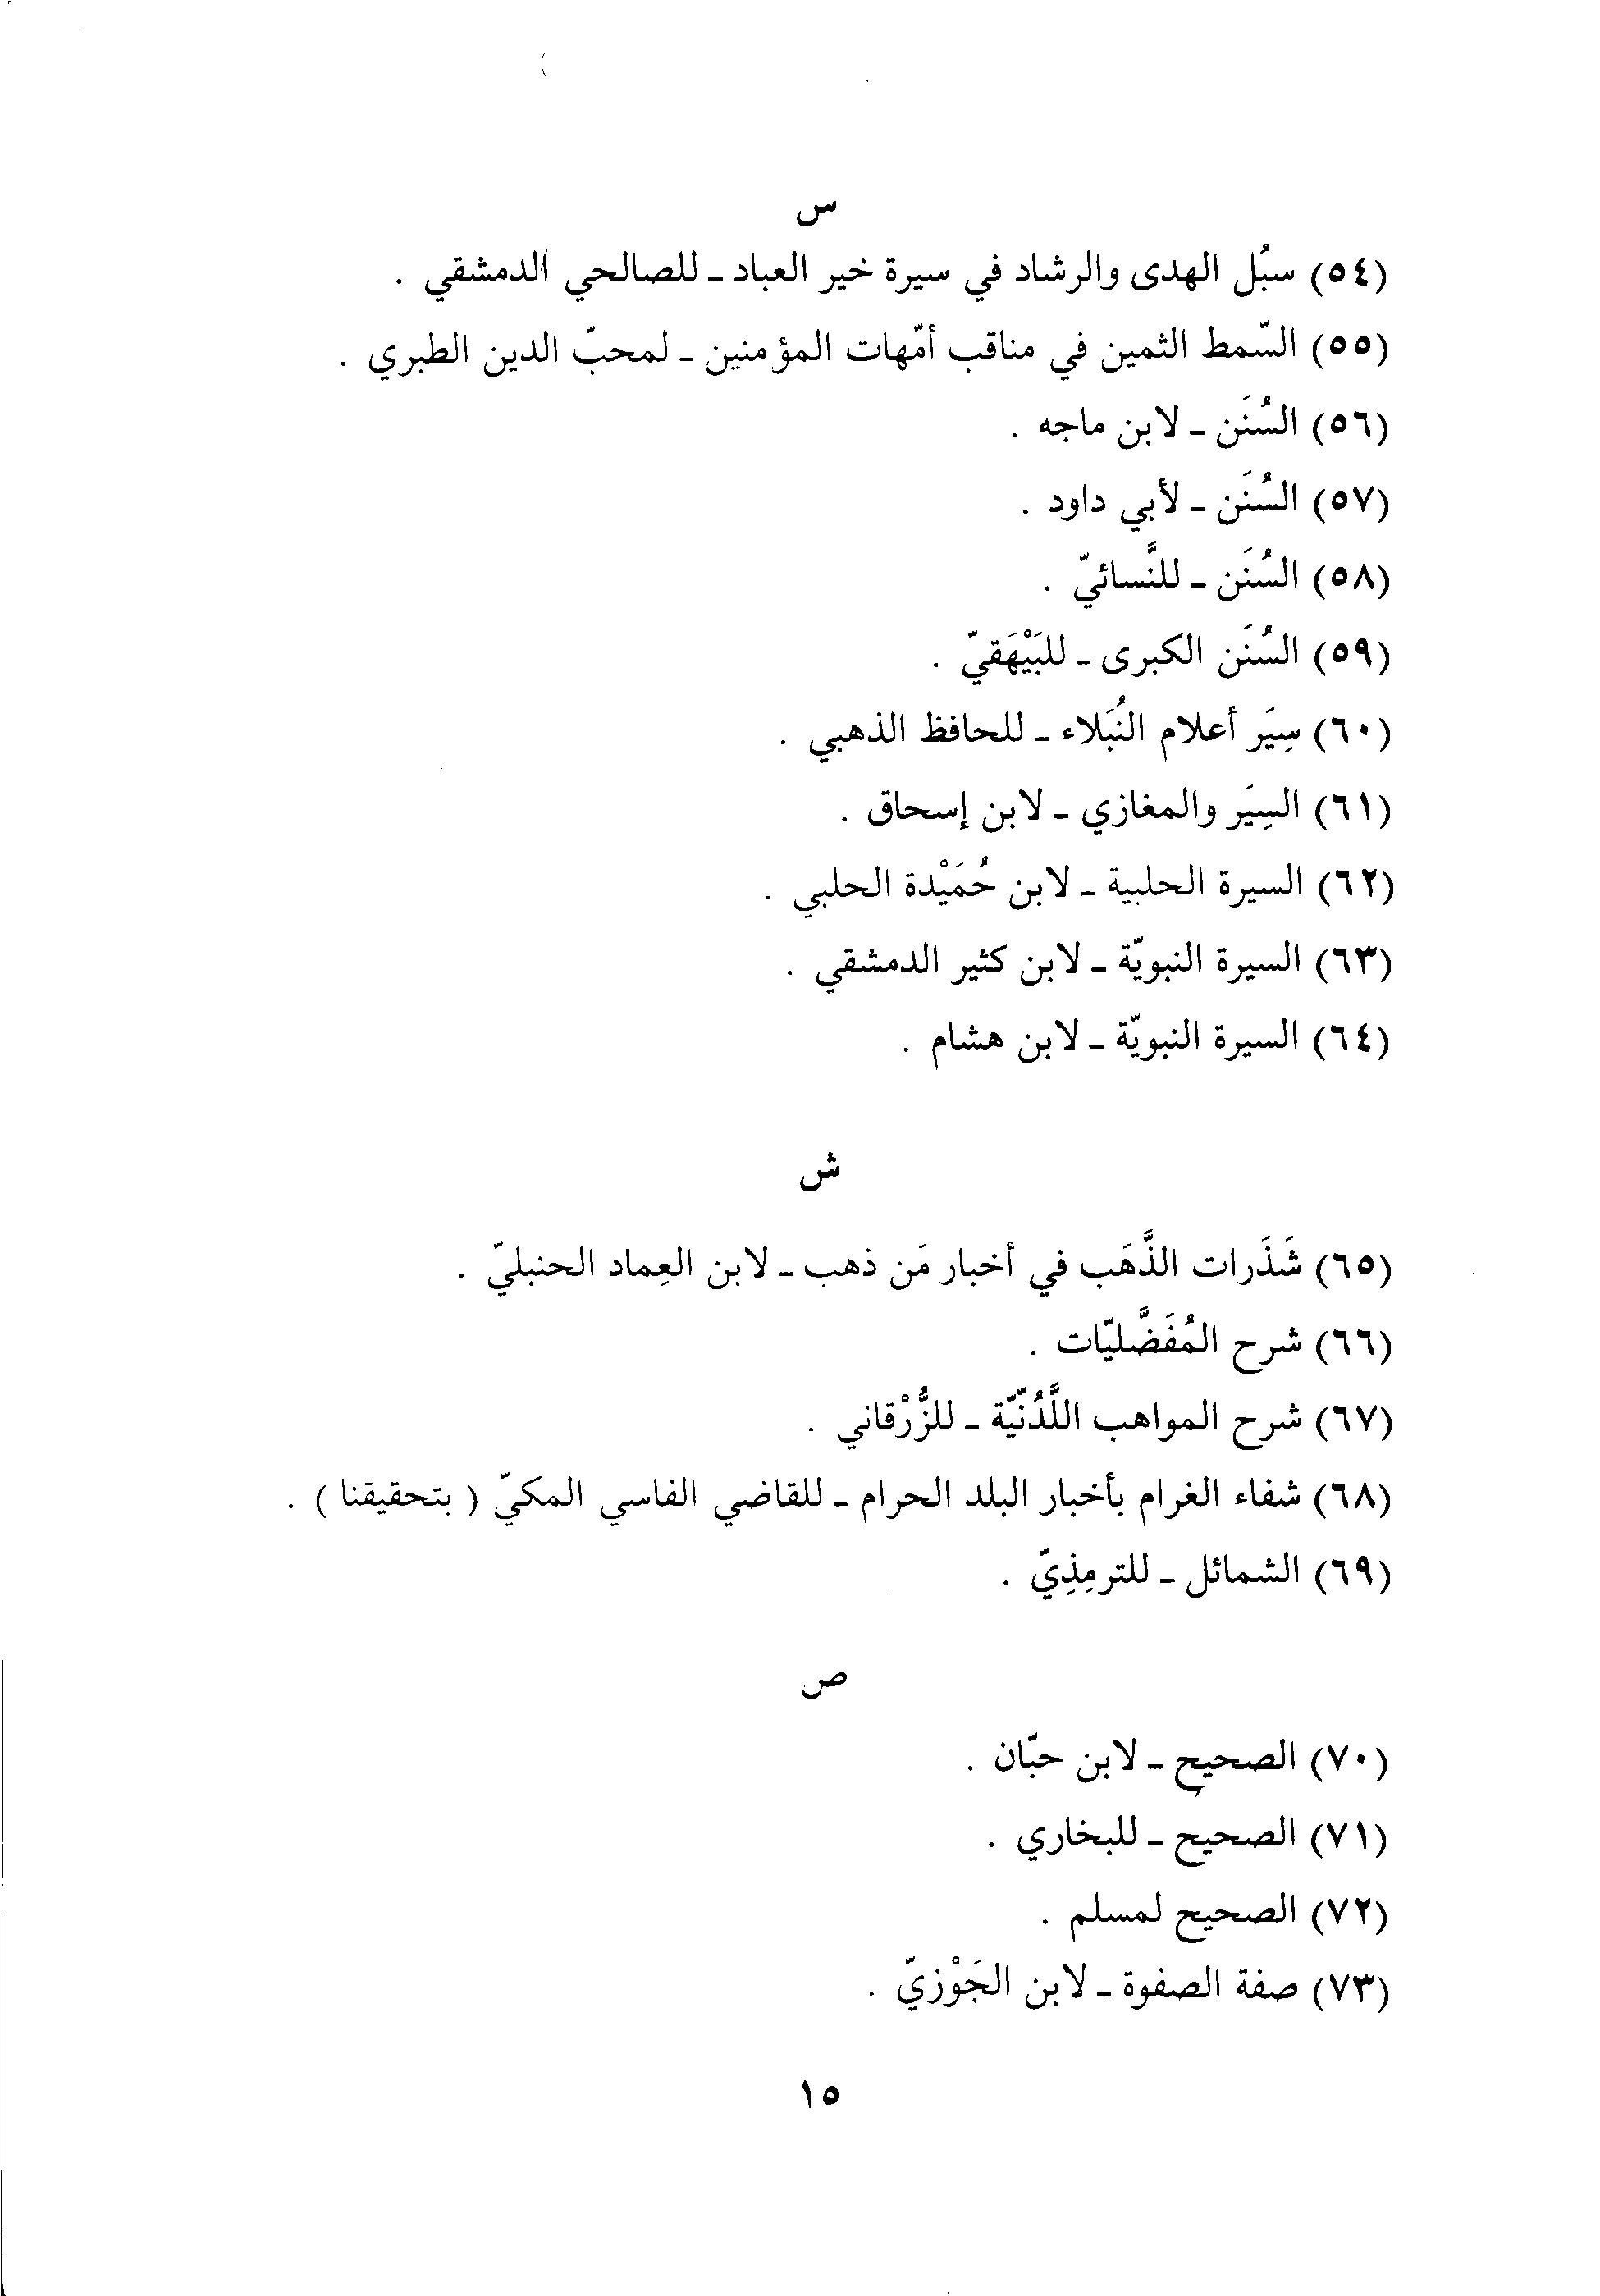 س
(٥٤) سبُل الهدى والرشاد في سيرة خير العباد ـ للصالحي الدمشقي .
(٥٥) السّمط الثمين في مناقب أمّهات المؤمنين ـ لمحبّ الدين الطبري .
(٥٦) السُنَن ـ لابن ماجه .
(٥٧) السُنَن ـ لأبي داود .
(٥٨) السُنَن ـ للنَّسائيّ .
(٥٩) السُنَن الكبرى ـ للبَيْهَقيّ .
(٦٠) سِيَر أعلام النُبَلاء ـ للحافظ الذهبي .
(٦١) السِيَر والمغازي ـ لابن إسحاق .
(٦٢) السيرة الحلبية ـ لابن حُمَيْدة الحلبي .
(٦٣) السيرة النبويّة ـ لابن كثير الدمشقي .
(٦٤) السيرة النبويّة ـ لابن هشام .
ش
(٦٥) شَذَرات الذَّهَب في أخبار مَن ذهب ـ لابن العِماد الحنبليّ .
(٦٦) شرح المُفَضَّليّات .
(٦٧) شرح المواهب اللَّدُنّيّة ـ للزُّرْقاني .
(٦٨) شفاء الغرام بأخبار البلد الحرام ـ للقاضي الفاسي المكيّ ( بتحقيقنا ) .
(٦٩) الشمائل ـ للترمِذِيّ .
ص
(٧٠) الصحيح ـ لابن حبّان .
(٧١) الصحيح ـ للبخاري .
(٧٢) الصحيح لمسلم .
(٧٣) صفة الصفوة ـ لابن الجَوْزيّ .
١٥